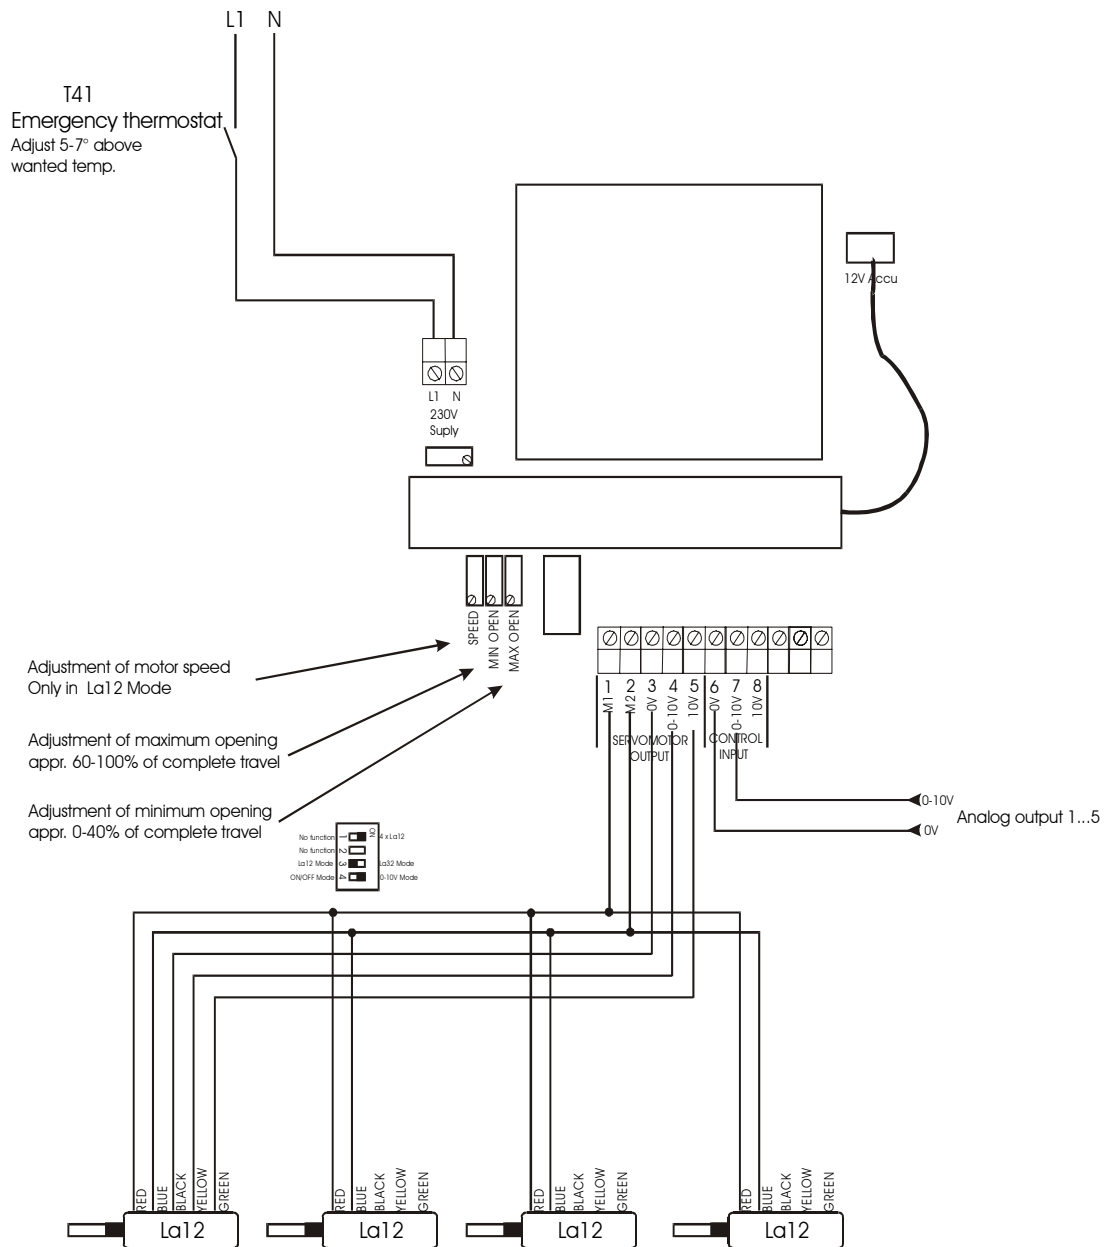 L1 N
T41
Emergency thermostat
Adjust 5-7° above
wanted temp.
12V Accu
L1 N
230V
Suply
SPEED
MIN OPEN
MAX OPEN
Adjustment of motor speed
Only in La12 Mode
Adjustment of maximum opening
appr. 60-100% of complete travel
Adjustment of minimum opening
appr. 0-40% of complete travel
1 2 3 4 5 6 7 8
M1 M2 0V 0-10V 10V 0V 0-10V 10V
SERVOMOTOR
OUTPUT
CONTROL
INPUT
0-10V
0V
Analog output 1...5
ON
No function 1 4 x La12
No function 2
La12 Mode 3 La32 Mode
ON/OFF Mode 4 0-10V Mode
RED BLUE BLACK YELLOW GREEN
RED BLUE BLACK YELLOW GREEN
RED BLUE BLACK YELLOW GREEN
RED BLUE BLACK YELLOW GREEN
La12 La12 La12 La12